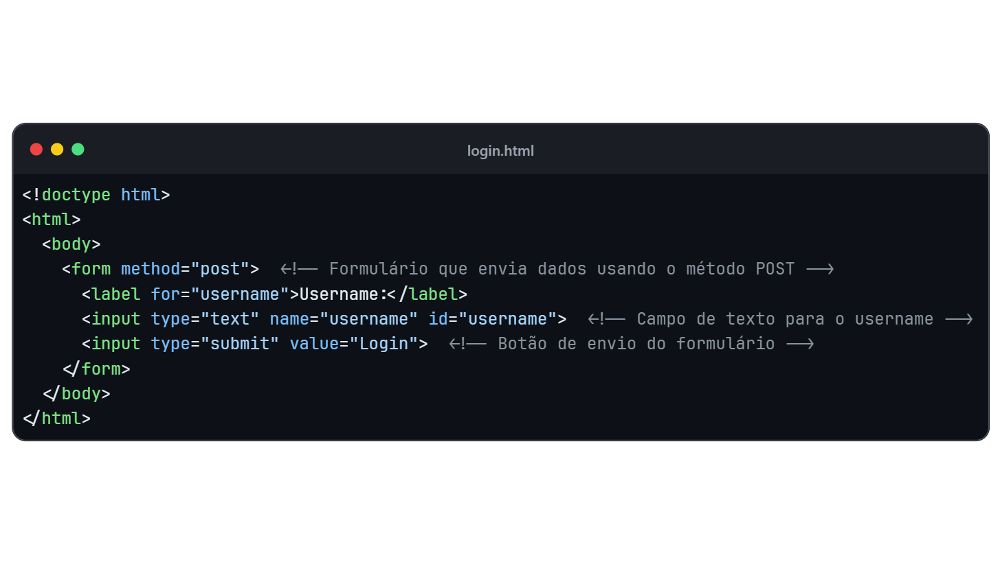 login.html
<!doctype html>
<html>
  <body>
    <form method="post">  <!-- Formulário que envia dados usando o método POST -->
      <label for="username">Username:</label>
      <input type="text" name="username" id="username">  <!-- Campo de texto para o username -->
      <input type="submit" value="Login">  <!-- Botão de envio do formulário -->
    </form>
  </body>
</html>